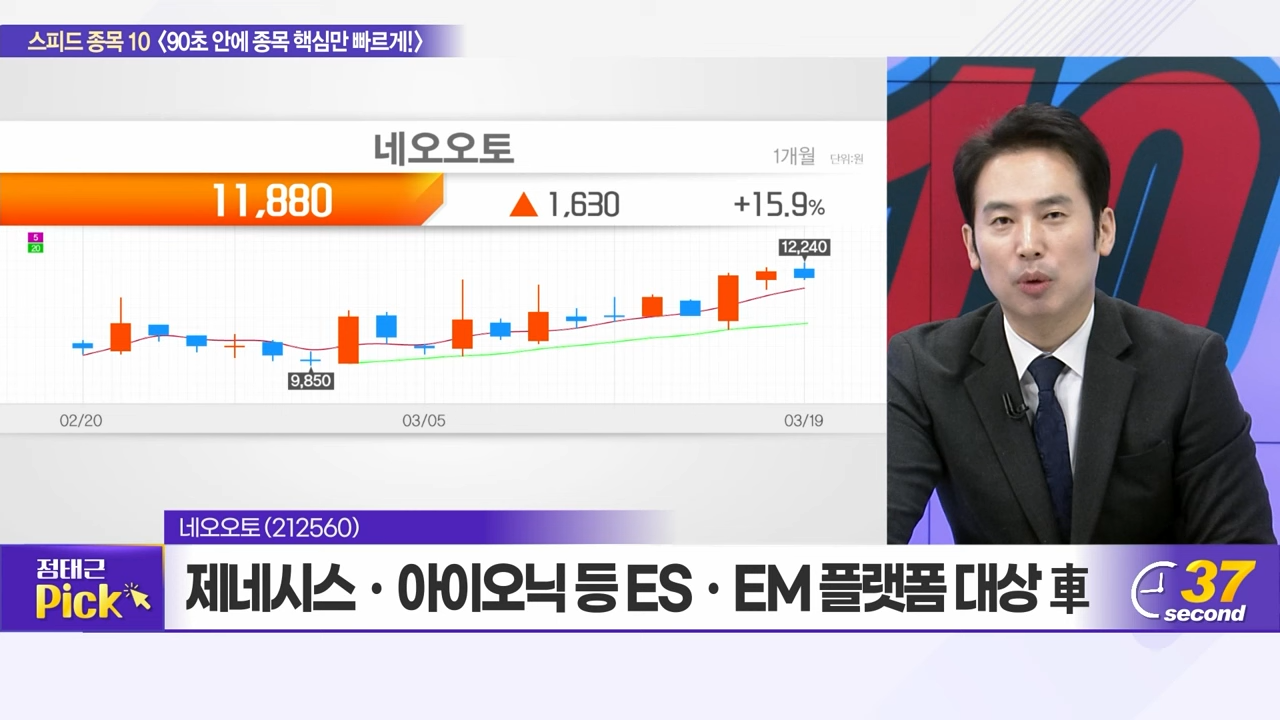 스피드 종목 10 〈90초 안에 종목 핵심만 빠르게!〉
네오오토
1개월 단위:원
11,880 ▲ 1,630 +15.9%
5
20
12,240
9,850
02/20 03/05 03/19
10
네오오토(212560)
정태근
Pick
제네시스 · 아이오닉 등 ES · EM 플랫폼 대상 車
37
second